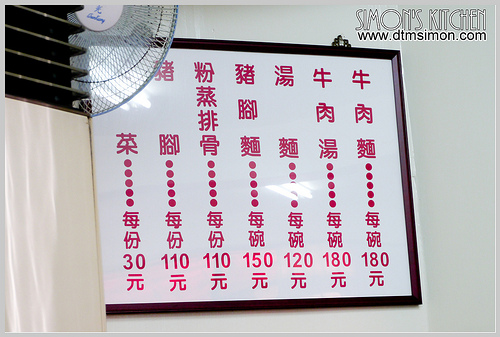 SIMON'S KITCHEN
www.dtmsimon.com
牛肉麵●●●●●每碗180元
牛肉湯●●●●●每碗180元
湯麵●●●●●每碗120元
豬腳麵●●●●●每碗150元
粉蒸排骨●●●●●每份110元
豬腳●●●●●每份110元
菜●●●●●每份30元